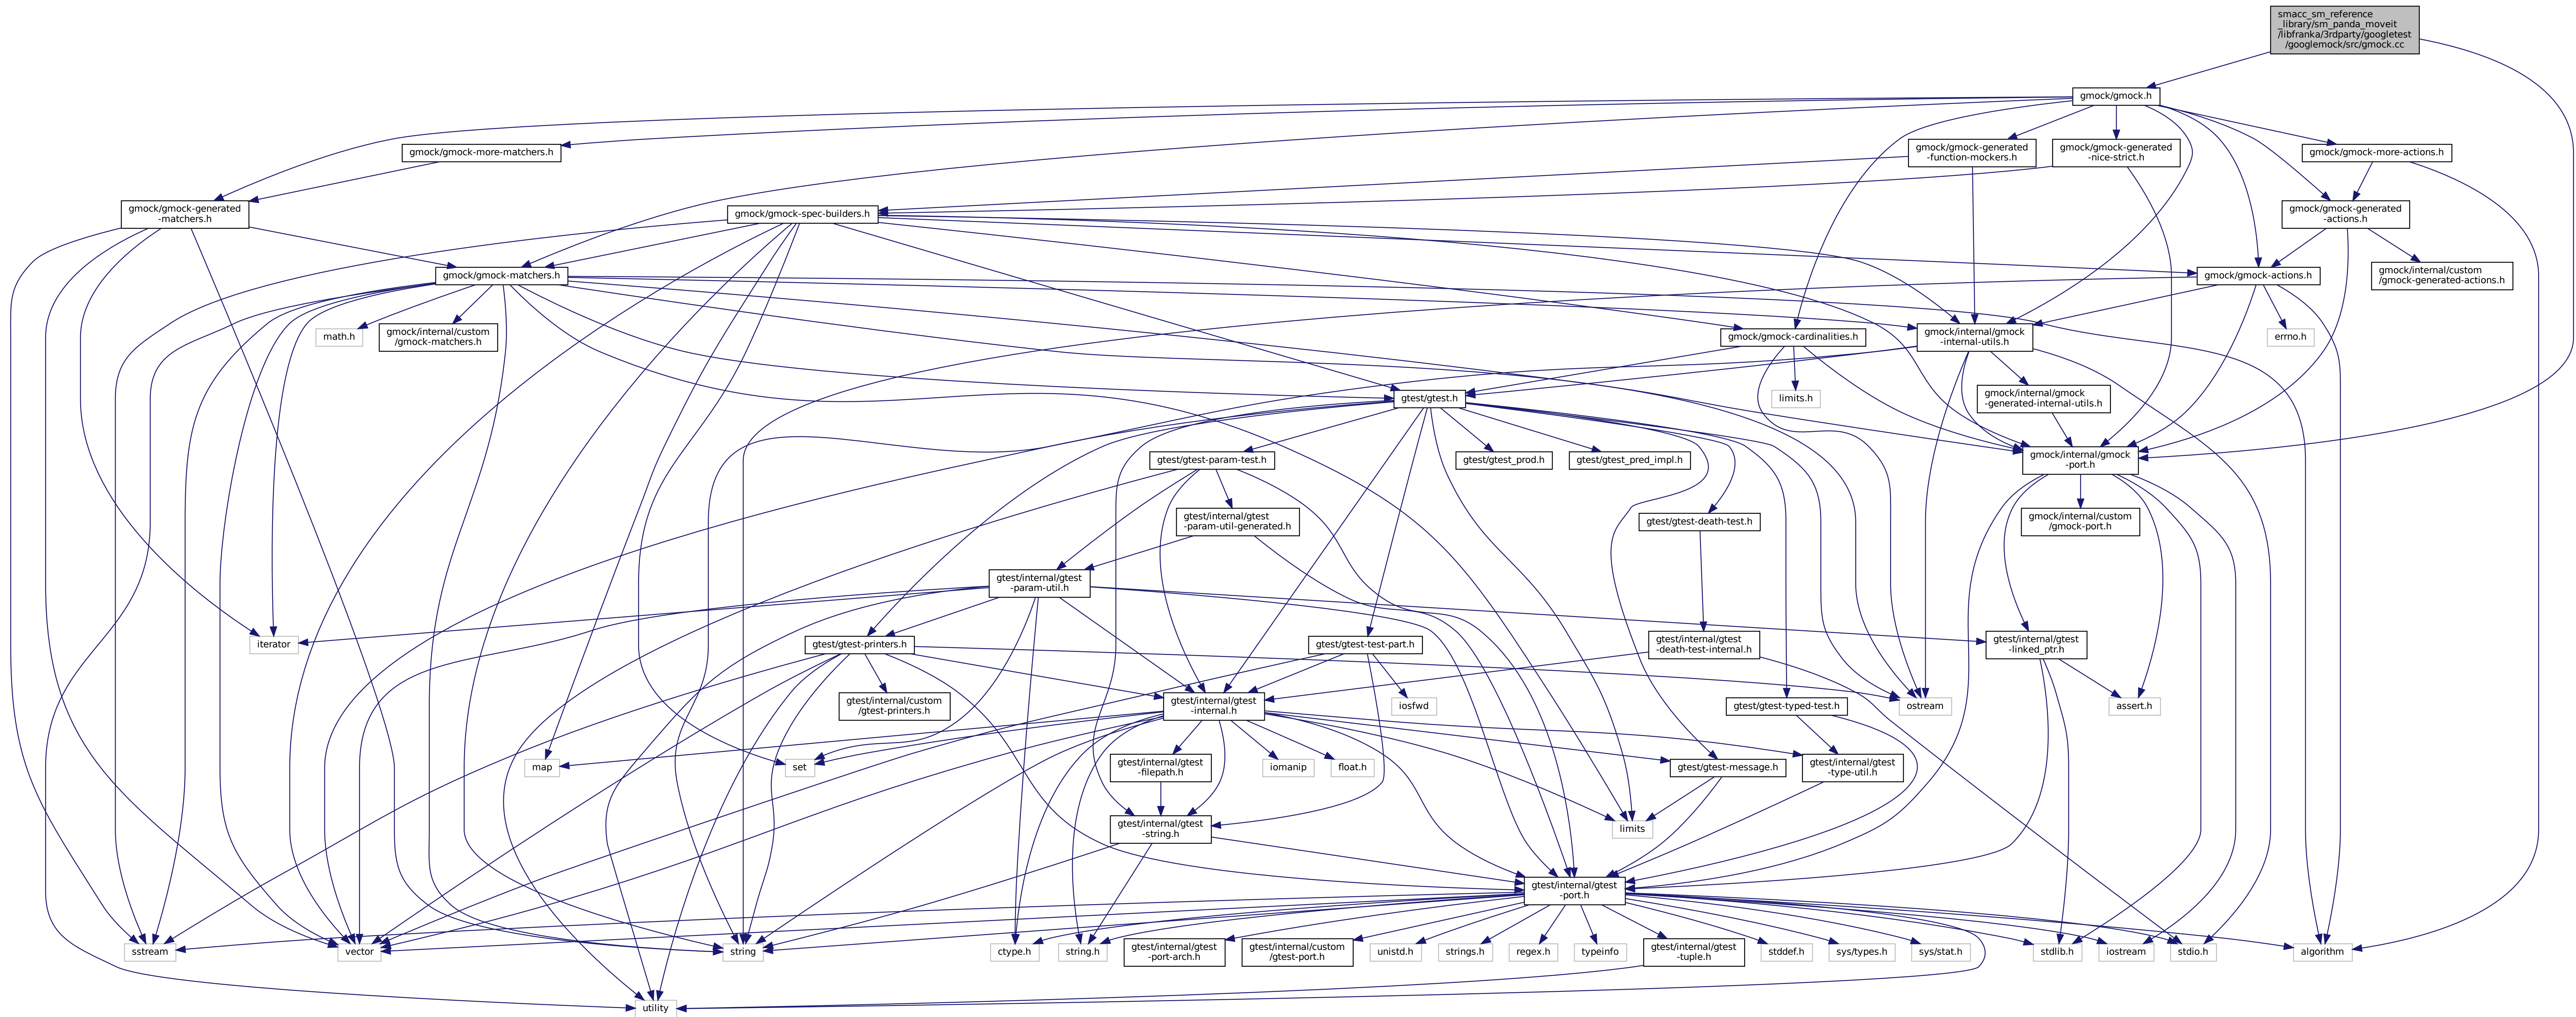 smacc_sm_reference
_library/sm_panda_moveit
/libfranka/3rdparty/googletest
/googlemock/src/gmock.cc
gmock/gmock.h
gmock/gmock-more-matchers.h
gmock/gmock-generated
-function-mockers.h
gmock/gmock-generated
-nice-strict.h
gmock/gmock-more-actions.h
gmock/gmock-generated
-matchers.h
gmock/gmock-spec-builders.h
gmock/gmock-generated
-actions.h
gmock/gmock-matchers.h
gmock/gmock-actions.h
gmock/internal/custom
/gmock-generated-actions.h
math.h
gmock/internal/custom
/gmock-matchers.h
gmock/gmock-cardinalities.h
gmock/internal/gmock
-internal-utils.h
errno.h
gtest/gtest.h
limits.h
gmock/internal/gmock
-generated-internal-utils.h
gtest/gtest-param-test.h
gtest/gtest_prod.h
gtest/gtest_pred_impl.h
gmock/internal/gmock
-port.h
gtest/internal/gtest
-param-util-generated.h
gtest/gtest-death-test.h
gmock/internal/custom
/gmock-port.h
gtest/internal/gtest
-param-util.h
iterator
gtest/gtest-printers.h
gtest/gtest-test-part.h
gtest/internal/gtest
-death-test-internal.h
gtest/internal/gtest
-linked_ptr.h
gtest/internal/custom
/gtest-printers.h
gtest/internal/gtest
-internal.h
iosfwd
gtest/gtest-typed-test.h
ostream
assert.h
map
set
gtest/internal/gtest
-filepath.h
iomanip
float.h
gtest/gtest-message.h
gtest/internal/gtest
-type-util.h
gtest/internal/gtest
-string.h
limits
gtest/internal/gtest
-port.h
sstream
vector
string
ctype.h
string.h
gtest/internal/gtest
-port-arch.h
gtest/internal/custom
/gtest-port.h
unistd.h
strings.h
regex.h
typeinfo
gtest/internal/gtest
-tuple.h
stddef.h
sys/types.h
sys/stat.h
stdlib.h
iostream
stdio.h
algorithm
utility